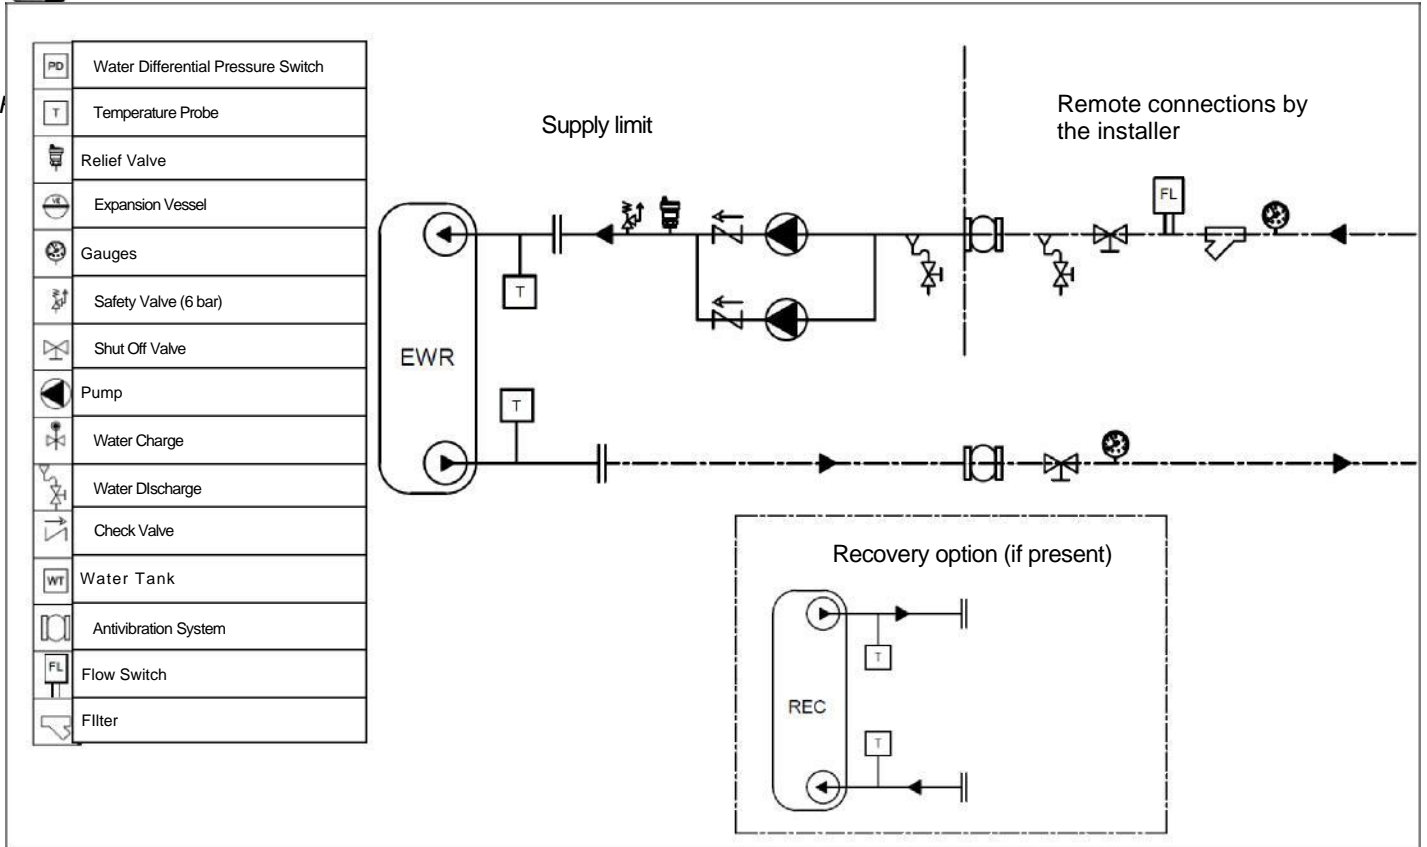 PD Water Differential Pressure Switch
T Temperature Probe
Relief Valve
VE Expansion Vessel
Gauges
Safety Valve (6 bar)
Shut Off Valve
Pump
Water Charge
Water DIscharge
Check Valve
WT Water Tank
Antivibration System
FL Flow Switch
FIlter
Supply limit
Remote connections by
the installer
FL
T
EWR
T
Recovery option (if present)
T
REC
T